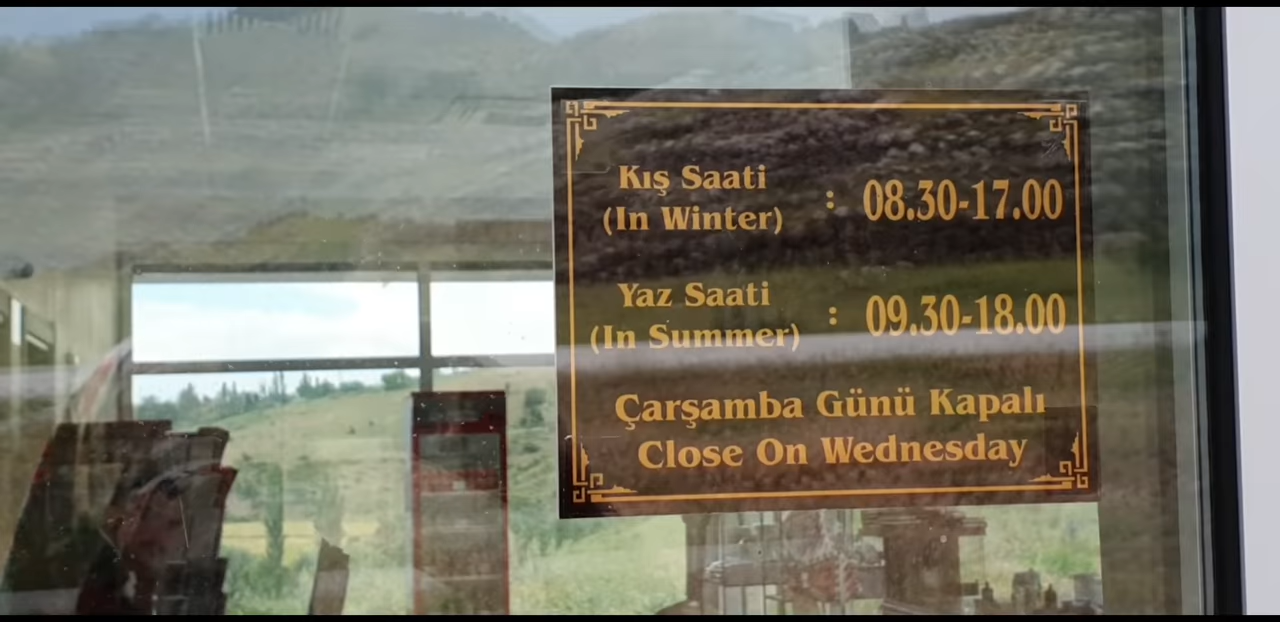 Kış Saati
(In Winter) : 08.30-17.00
Yaz Saati
(In Summer) : 09.30-18.00
Çarşamba Günü Kapalı
Close On Wednesday